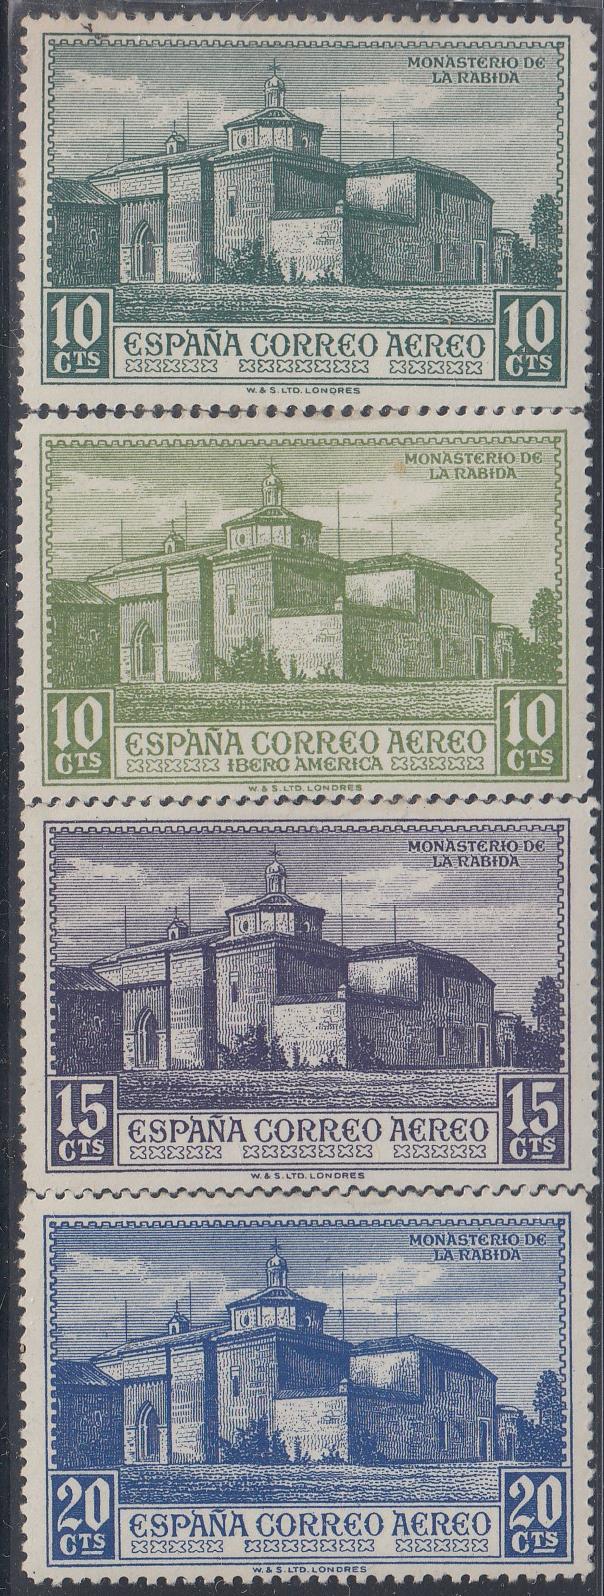 MONASTERIO DE
LA RABIDA
10 CTS
ESPAÑA CORREO AEREO
10 CTS
W. & S. LTD. LONDRES
MONASTERIO DE
LA RABIDA
10 CTS
ESPAÑA CORREO AEREO
IBERO AMERICA
10 CTS
W. & S. LTD. LONDRES
MONASTERIO DE
LA RABIDA
15 CTS
ESPAÑA CORREO AEREO
15 CTS
W. & S. LTD. LONDRES
MONASTERIO DE
LA RABIDA
20 CTS
ESPAÑA CORREO AEREO
20 CTS
W. & S. LTD. LONDRES